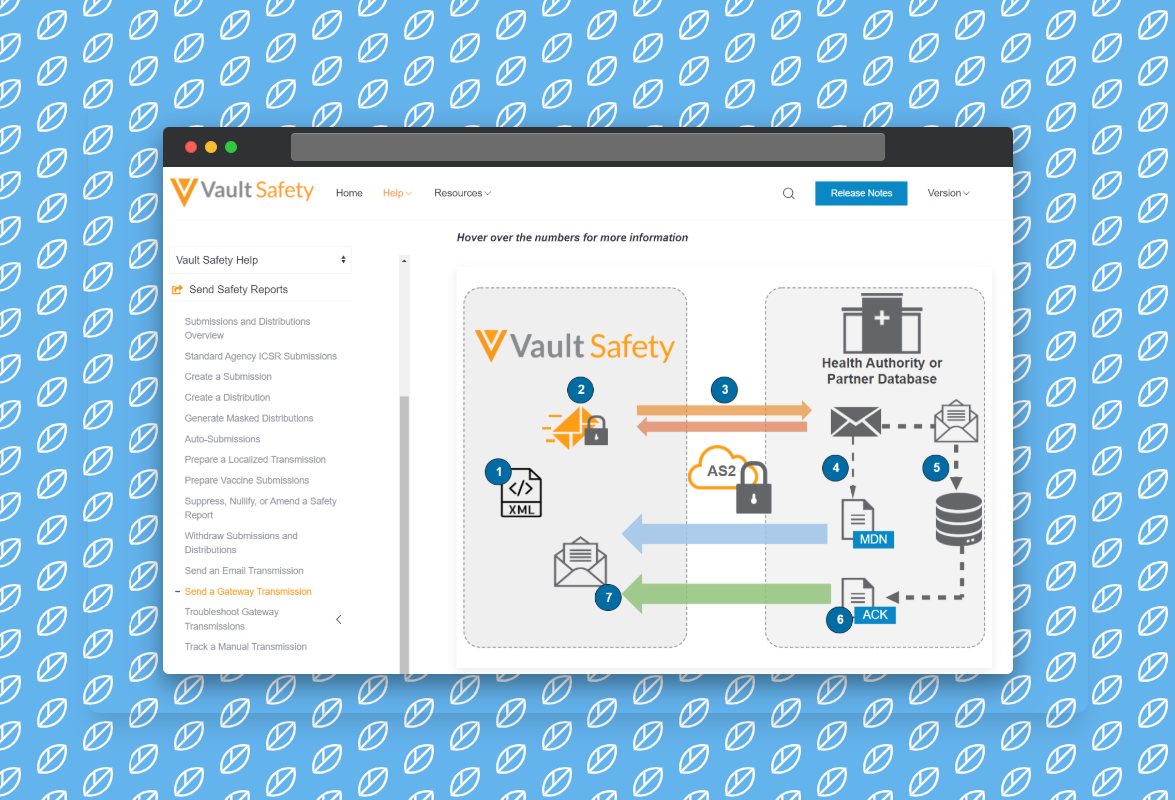 Vault Safety
Home
Help
Resources
Release Notes
Version
Vault Safety Help
Send Safety Reports
Submissions and Distributions
Overview
Standard Agency ICSR Submissions
Create a Submission
Create a Distribution
Generate Masked Distributions
Auto-Submissions
Prepare a Localized Transmission
Prepare Vaccine Submissions
Suppress, Nullify, or Amend a Safety
Report
Withdraw Submissions and
Distributions
Send an Email Transmission
Send a Gateway Transmission
Troubleshoot Gateway
Transmissions
Track a Manual Transmission
Hover over the numbers for more information
Vault Safety
Health Authority or
Partner Database
2
3
1
</>
XML
AS2
4
5
MDN
7
6
ACK